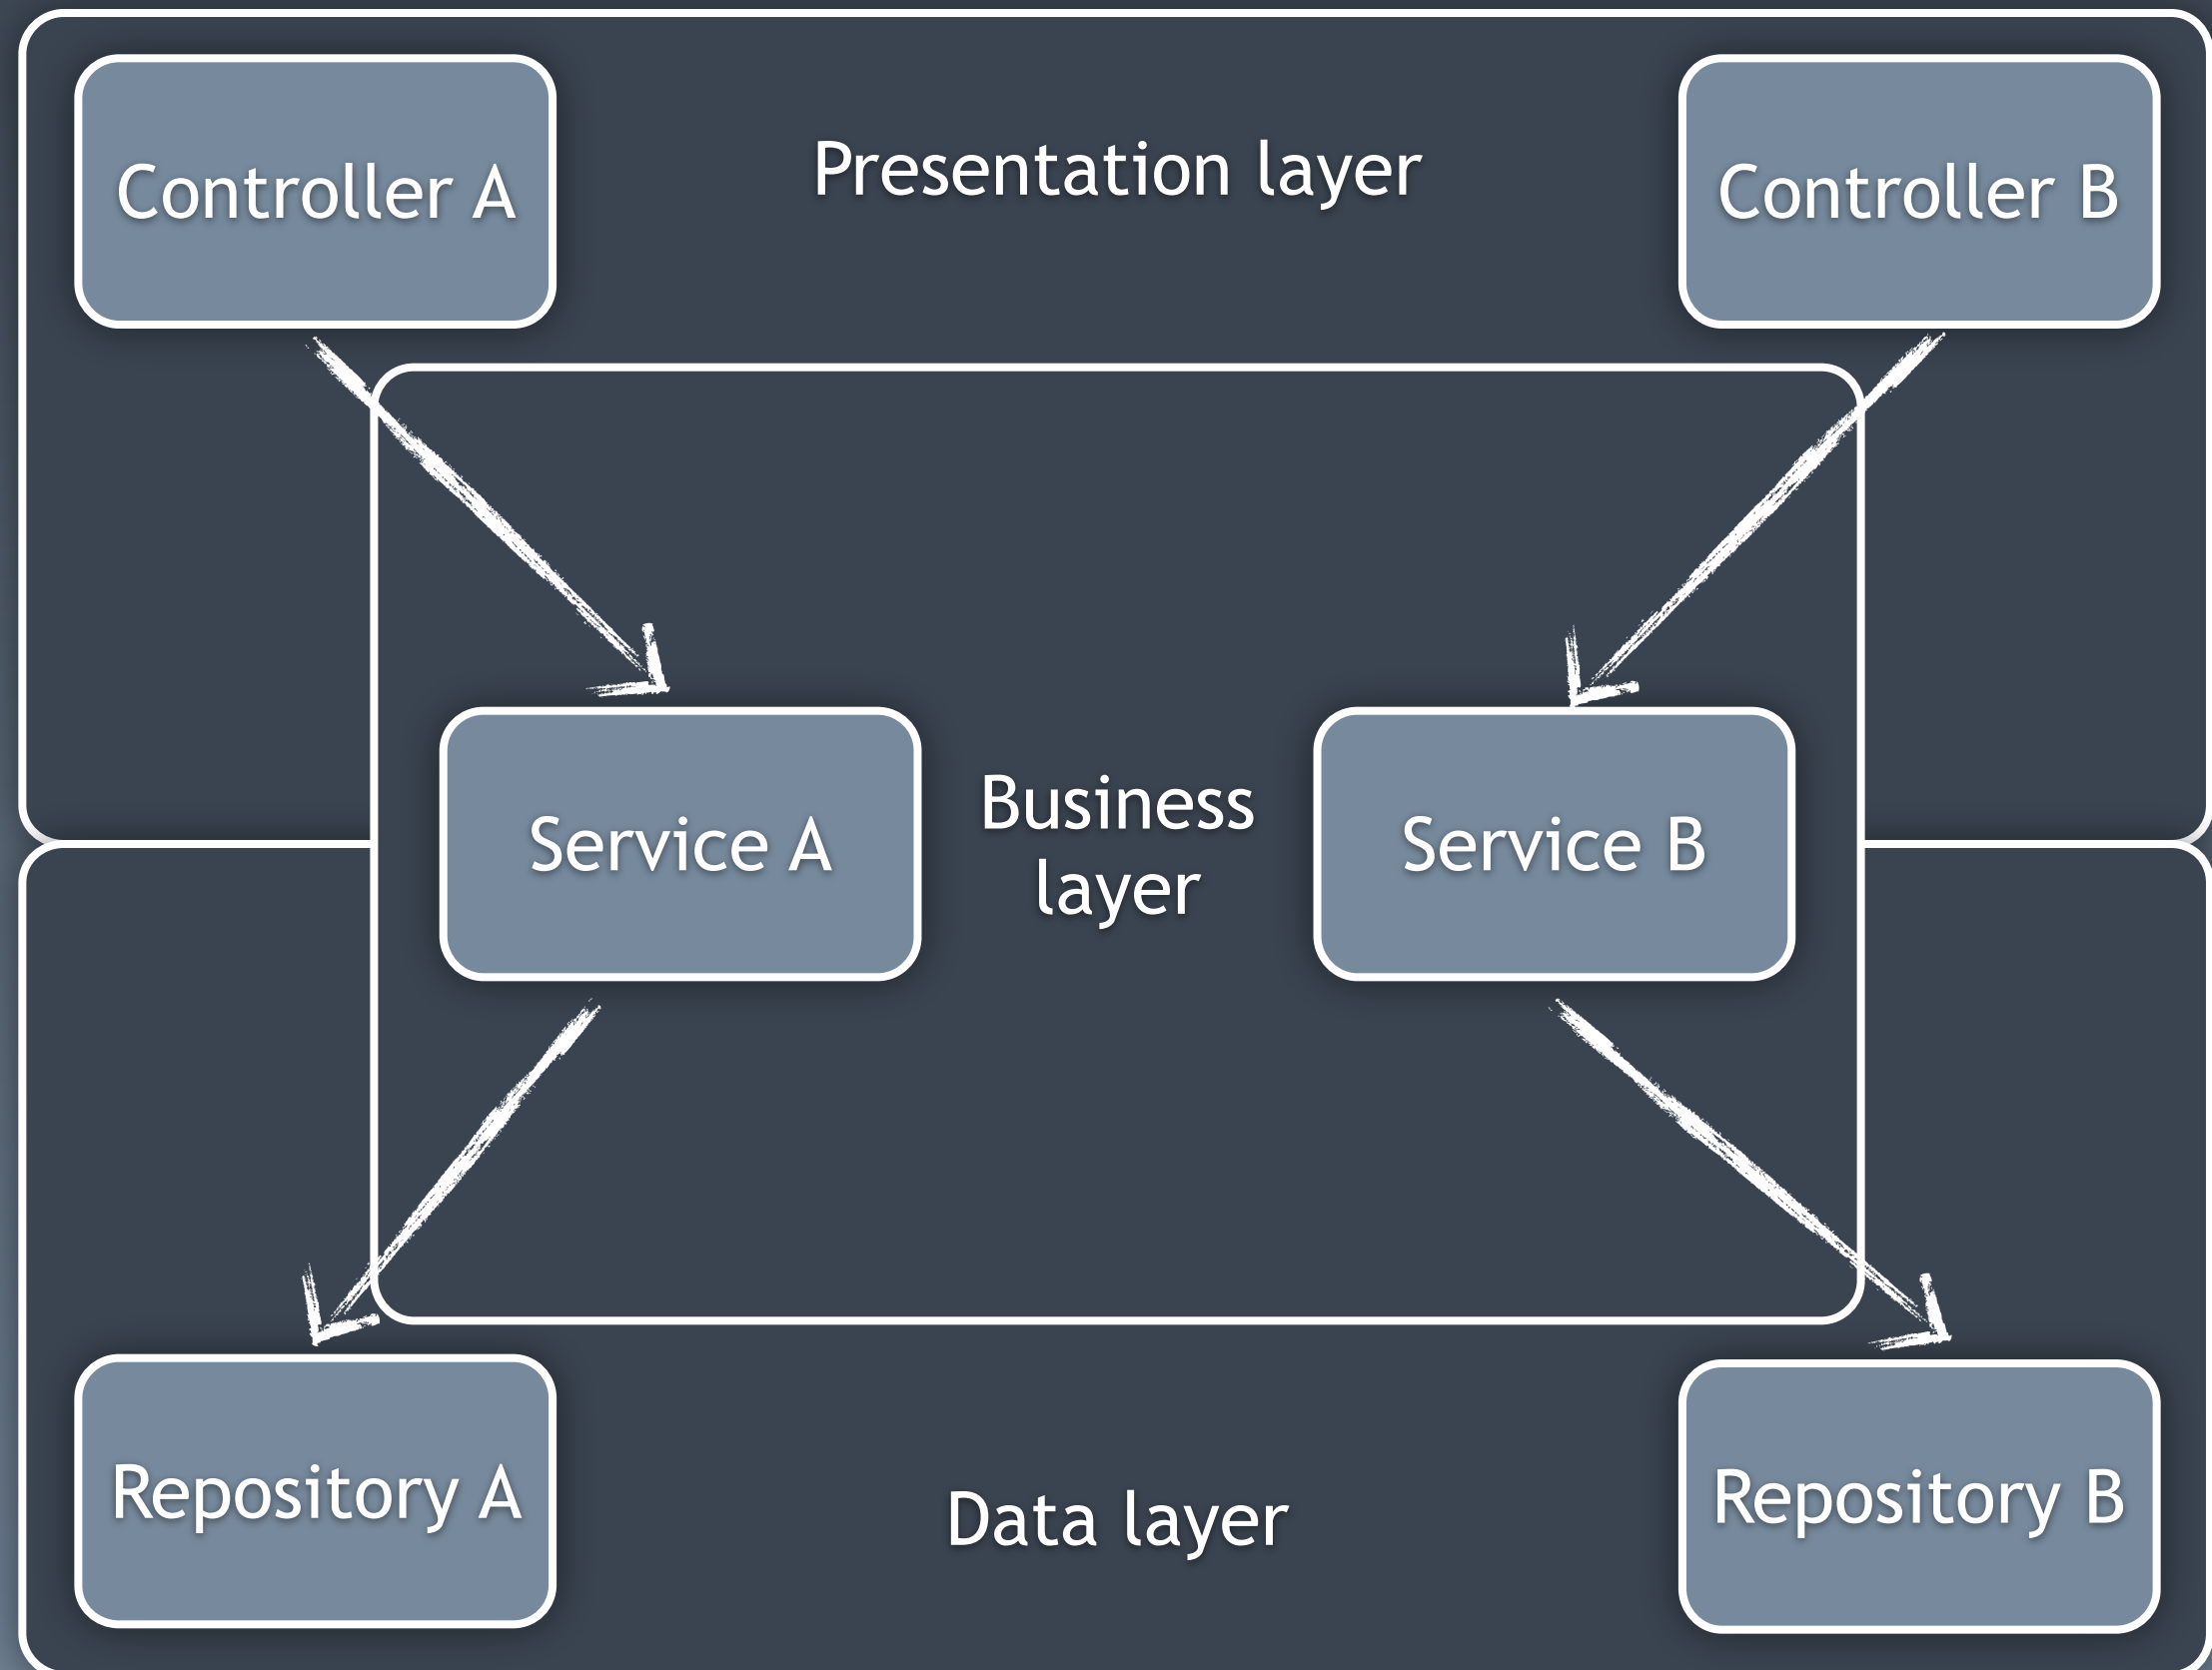 Controller A
Presentation layer
Controller B
Service A
Business
layer
Service B
Repository A
Data layer
Repository B